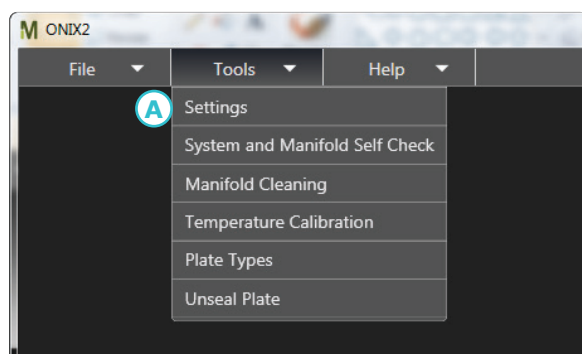 M ONIX2
File Tools Help
A Settings
System and Manifold Self Check
Manifold Cleaning
Temperature Calibration
Plate Types
Unseal Plate